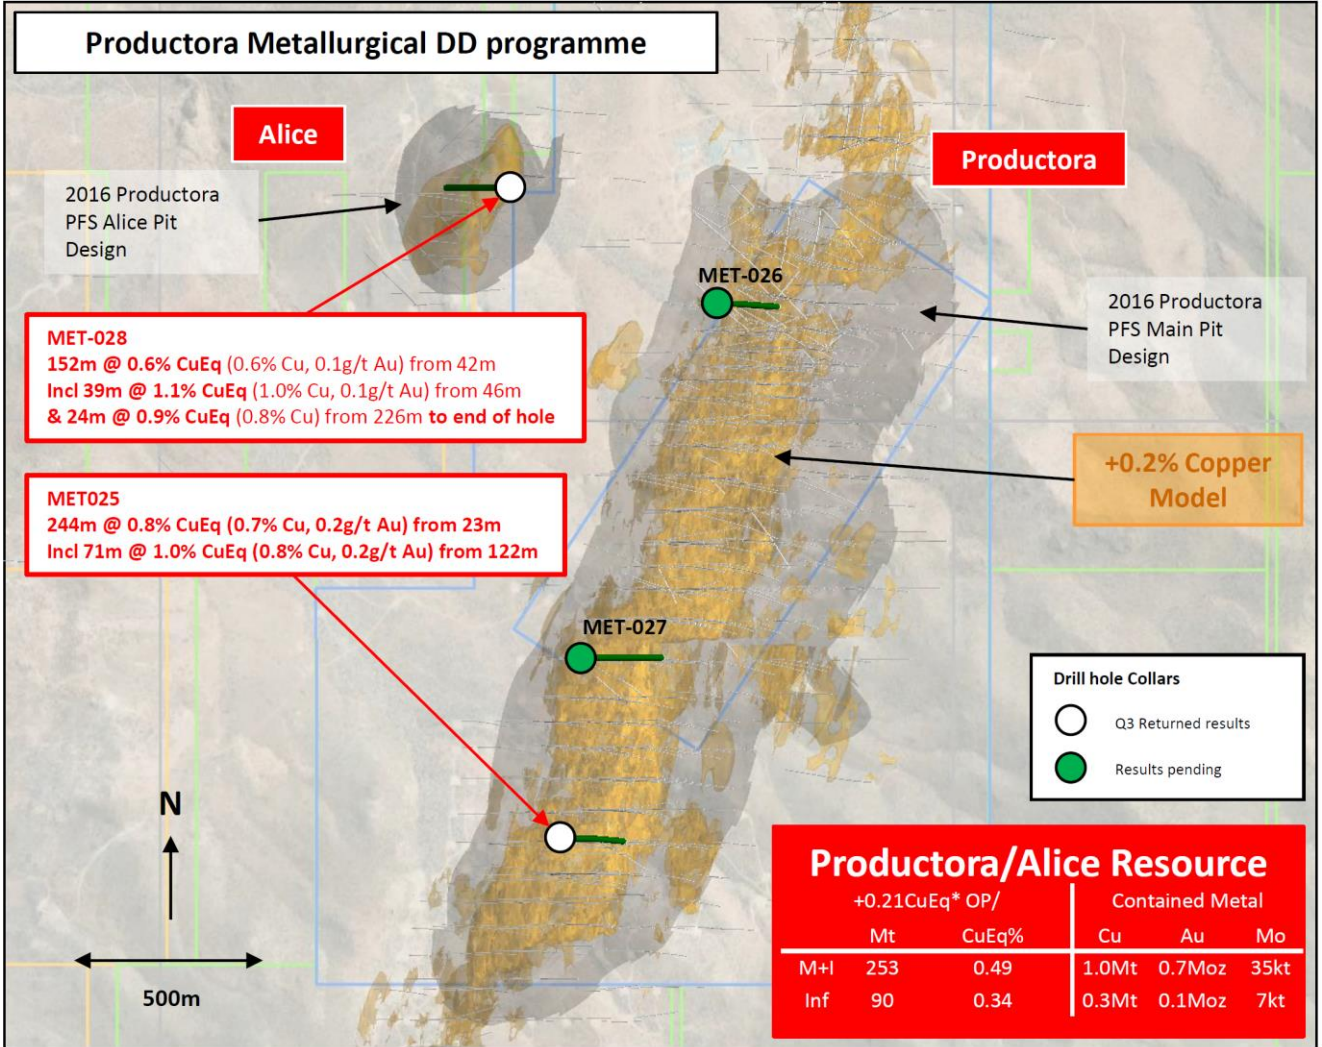 Productora Metallurgical DD programme
Alice
Productora
2016 Productora
PFS Alice Pit
Design
MET-026
2016 Productora
PFS Main Pit
Design
MET-028
152m @ 0.6% CuEq (0.6% Cu, 0.1g/t Au) from 42m
Incl 39m @ 1.1% CuEq (1.0% Cu, 0.1g/t Au) from 46m
& 24m @ 0.9% CuEq (0.8% Cu) from 226m to end of hole
+0.2% Copper
Model
MET025
244m @ 0.8% CuEq (0.7% Cu, 0.2g/t Au) from 23m
Incl 71m @ 1.0% CuEq (0.8% Cu, 0.2g/t Au) from 122m
MET-027
Drill hole Collars
Q3 Returned results
Results pending
N
500m
Productora/Alice Resource
+0.21CuEq* OP/ Contained Metal
Mt CuEq% Cu Au Mo
M+I 253 0.49 1.0Mt 0.7Moz 35kt
Inf 90 0.34 0.3Mt 0.1Moz 7kt